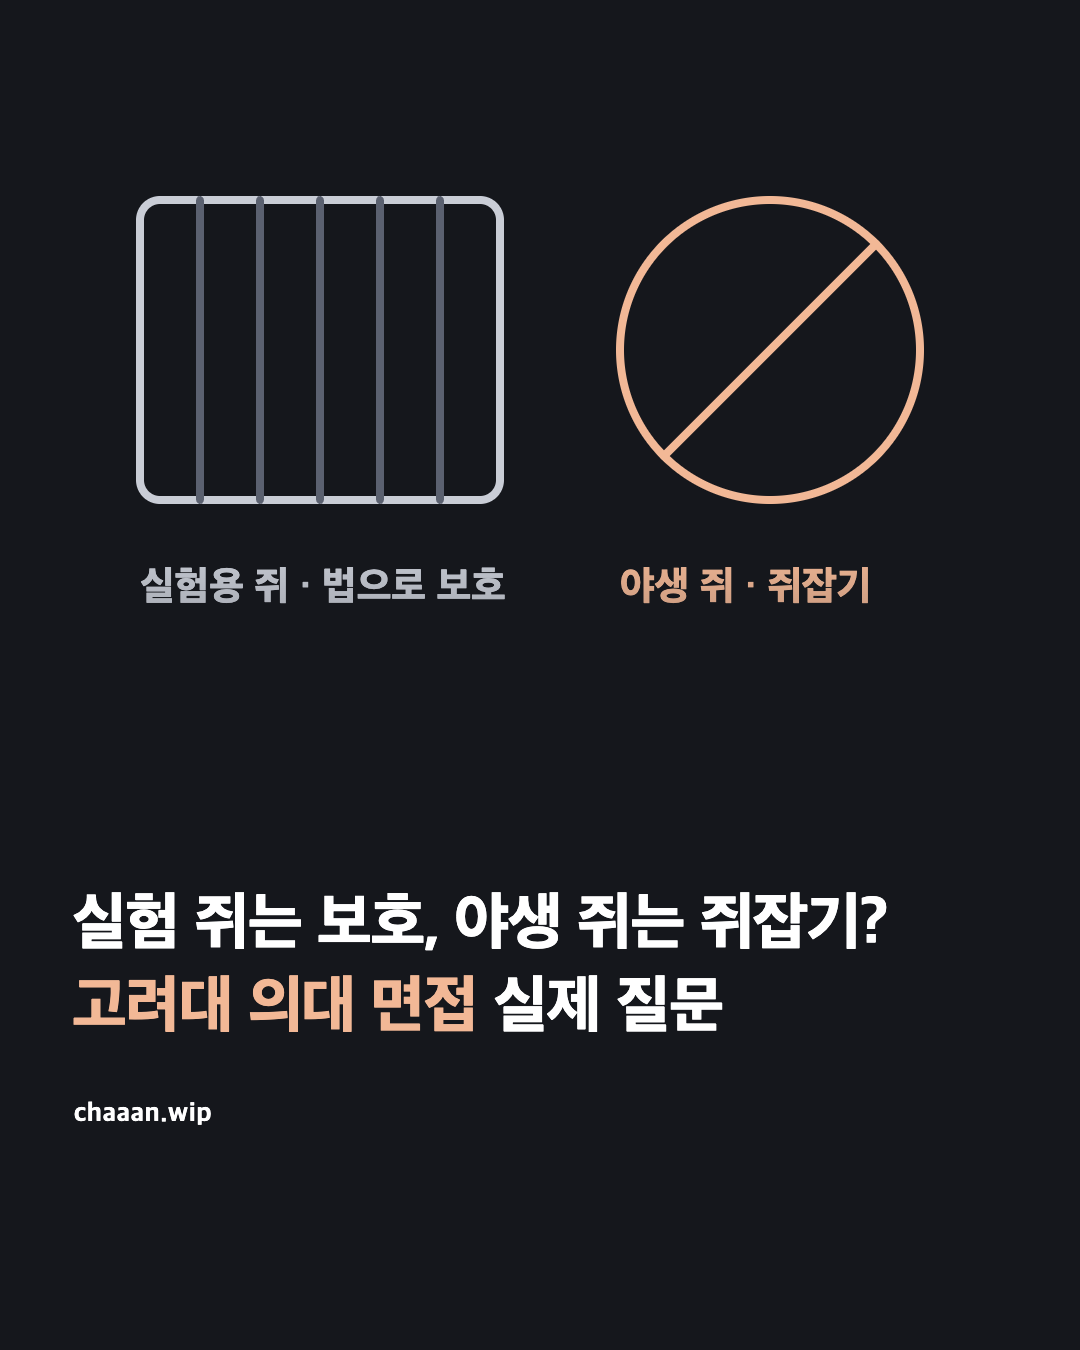 실험용 쥐 · 법으로 보호
야생 쥐 · 쥐잡기
실험 쥐는 보호, 야생 쥐는 쥐잡기?
고려대 의대 면접 실제 질문
chaaan.wip